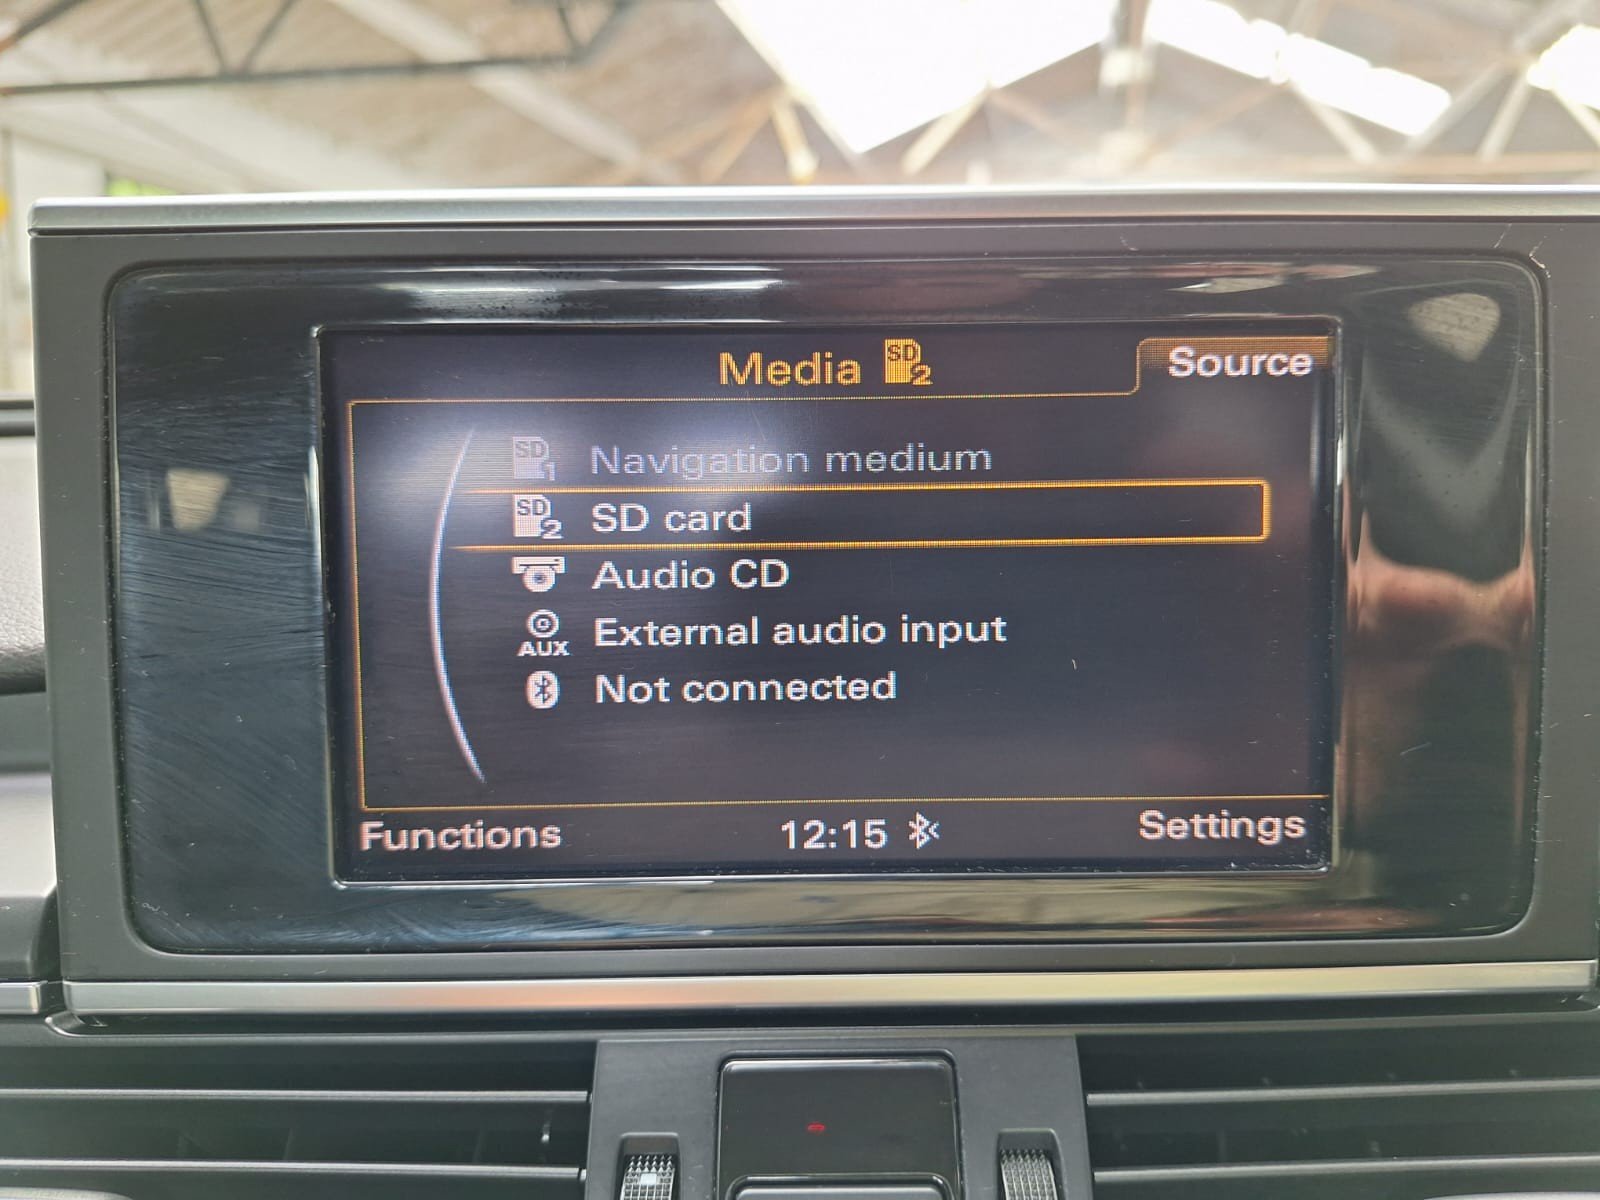 Media SD 2
Source
SD 1 Navigation medium
SD 2 SD card
Audio CD
AUX External audio input
Not connected
Functions
12:15
Settings